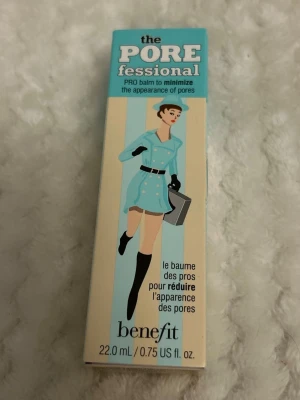 the
PORE
fessional
PRO balm to minimize
the appearance of pores
le baume
des pros
pour réduire
l'apparence
des pores
benefit
22.0 mL / 0.75 US fl. oz.